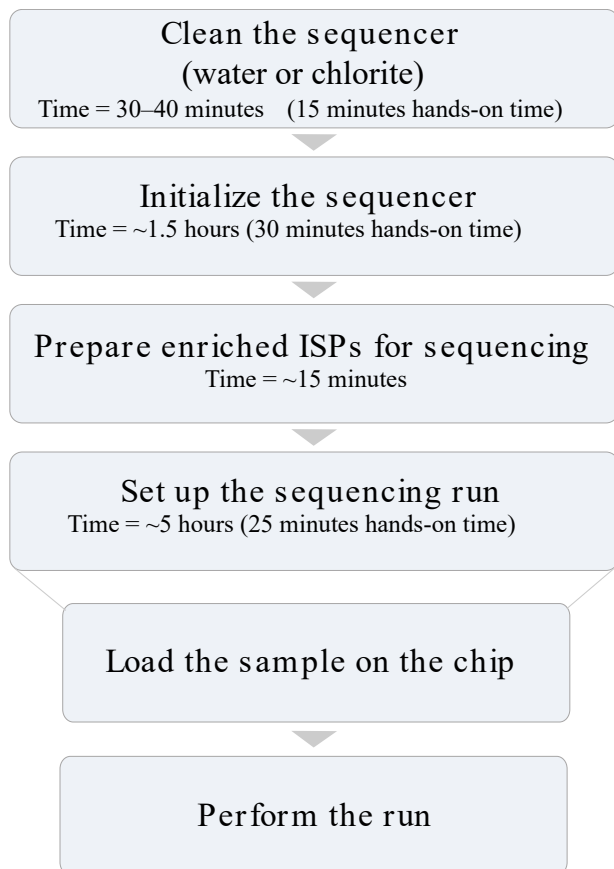 Clean the sequencer
(water or chlorite)
Time = 30–40 minutes (15 minutes hands-on time)
Initialize the sequencer
Time = ~1.5 hours (30 minutes hands-on time)
Prepare enriched ISPs for sequencing
Time = ~15 minutes
Set up the sequencing run
Time = ~5 hours (25 minutes hands-on time)
Load the sample on the chip
Perform the run